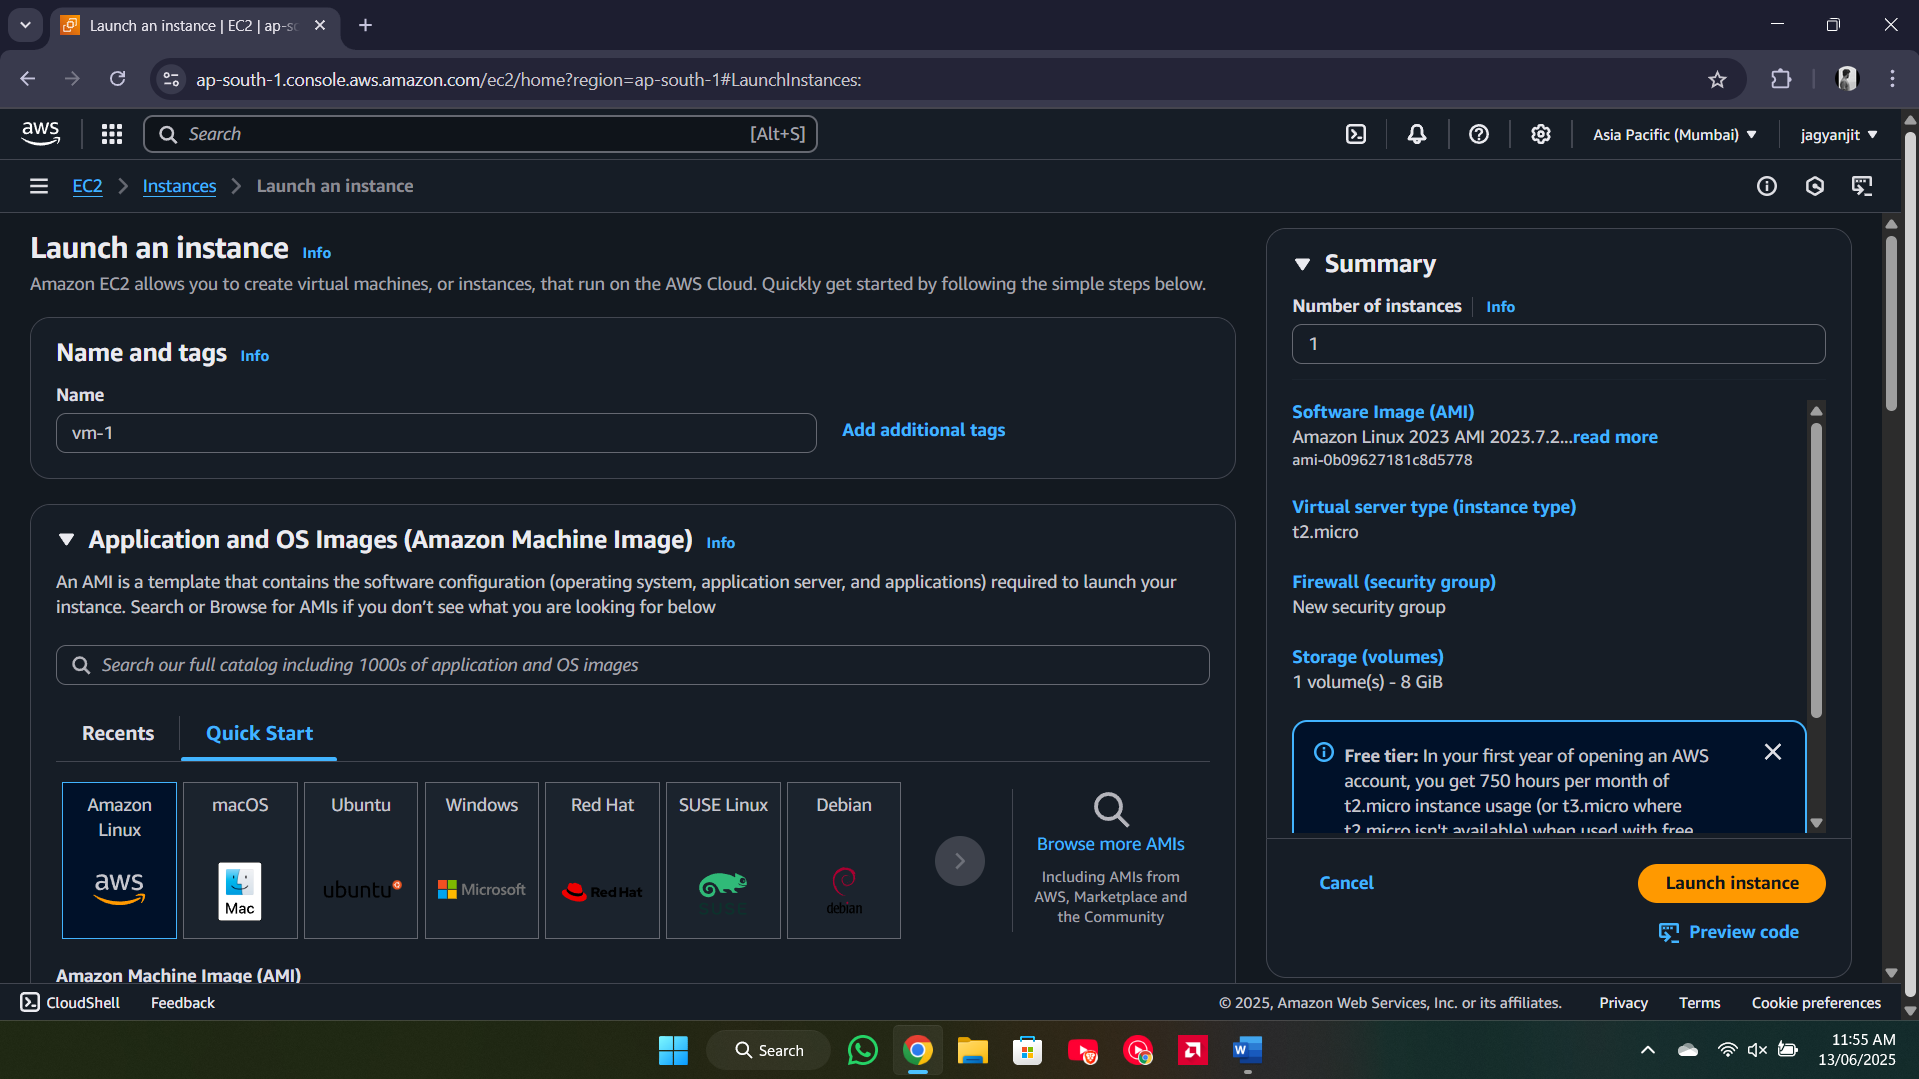 Launch an instance | EC2 | ap-sc
ap-south-1.console.aws.amazon.com/ec2/home?region=ap-south-1#LaunchInstances:
aws
Search
[Alt+S]
Asia Pacific (Mumbai)
jagyanjit
EC2
Instances
Launch an instance
Launch an instance Info
Amazon EC2 allows you to create virtual machines, or instances, that run on the AWS Cloud. Quickly get started by following the simple steps below.
Name and tags Info
Name
vm-1
Add additional tags
Application and OS Images (Amazon Machine Image) Info
An AMI is a template that contains the software configuration (operating system, application server, and applications) required to launch your
instance. Search or Browse for AMIs if you don’t see what you are looking for below
Search our full catalog including 1000s of application and OS images
Recents
Quick Start
Amazon
Linux
aws
macOS
Mac
Ubuntu
ubuntu
Windows
Microsoft
Red Hat
Red Hat
SUSE Linux
SUSE
Debian
debian
Browse more AMIs
Including AMIs from
AWS, Marketplace and
the Community
Amazon Machine Image (AMI)
Summary
Number of instances Info
1
Software Image (AMI)
Amazon Linux 2023 AMI 2023.7.2...read more
ami-0b09627181c8d5778
Virtual server type (instance type)
t2.micro
Firewall (security group)
New security group
Storage (volumes)
1 volume(s) - 8 GiB
Free tier: In your first year of opening an AWS
account, you get 750 hours per month of
t2.micro instance usage (or t3.micro where
t2.micro isn't available) when used with free
Cancel
Launch instance
Preview code
CloudShell
Feedback
© 2025, Amazon Web Services, Inc. or its affiliates.
Privacy
Terms
Cookie preferences
Search
W
11:55 AM
13/06/2025